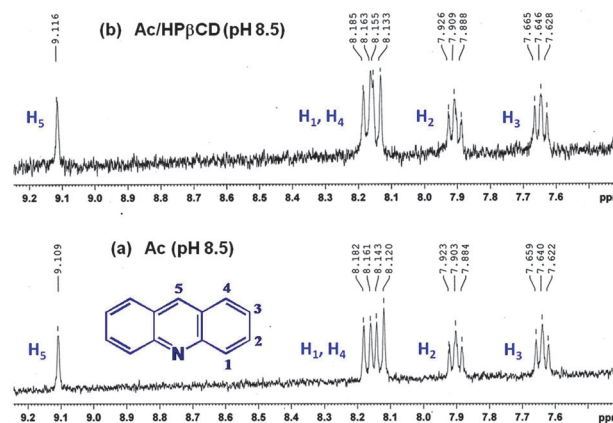 (b) Ac/HPβCD (pH 8.5)
9.116
8.185
8.163
8.155
8.133
7.926
7.909
7.888
7.665
7.646
7.628
H5
H1, H4
H2
H3
9.2 9.1 9.0 8.9 8.8 8.7 8.6 8.5 8.4 8.3 8.2 8.1 8.0 7.9 7.8 7.7 7.6 ppm
(a) Ac (pH 8.5)
9.109
8.182
8.161
8.143
8.120
7.923
7.903
7.884
7.659
7.640
7.622
5 4
3
2
N 1
H5
H1, H4
H2
H3
9.2 9.1 9.0 8.9 8.8 8.7 8.6 8.5 8.4 8.3 8.2 8.1 8.0 7.9 7.8 7.7 7.6 ppm